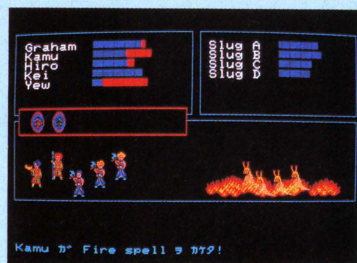 Graham
Kamu
Hiro
Kei
Yew
Slug A
Slug B
Slug C
Slug D
Kamu ガ Fire spell ヲ カケタ!